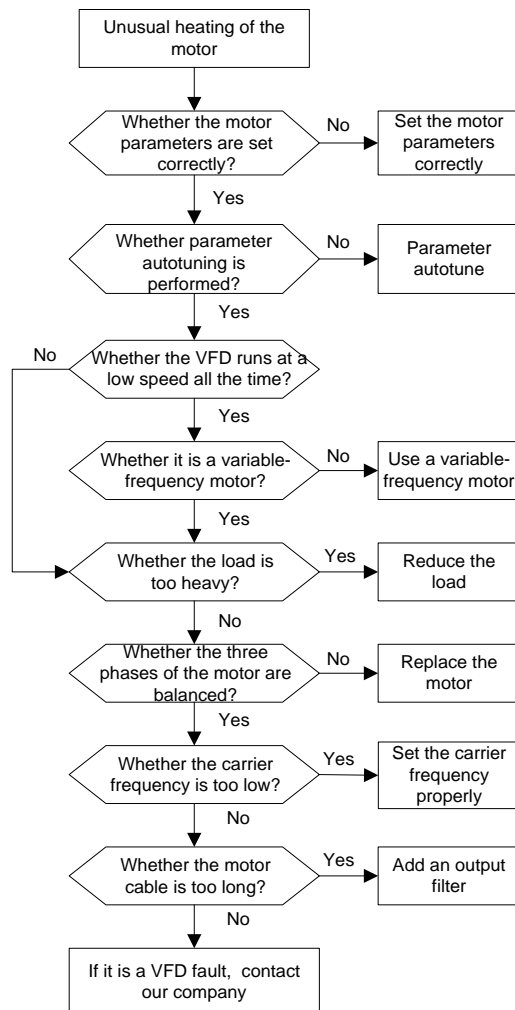 Unusual heating of the
motor
Whether the motor
parameters are set
correctly?
No
Set the motor
parameters
correctly
Yes
Whether parameter
autotuning is
performed?
No
Parameter
autotune
Yes
No
Whether the VFD runs at a
low speed all the time?
Yes
Whether it is a variable-
frequency motor?
No
Use a variable-
frequency motor
Yes
Whether the load is
too heavy?
Yes
Reduce the
load
No
Whether the three
phases of the motor are
balanced?
No
Replace the
motor
Yes
Whether the carrier
frequency is too low?
Yes
Set the carrier
frequency
properly
No
Whether the motor
cable is too long?
Yes
Add an output
filter
No
If it is a VFD fault, contact
our company